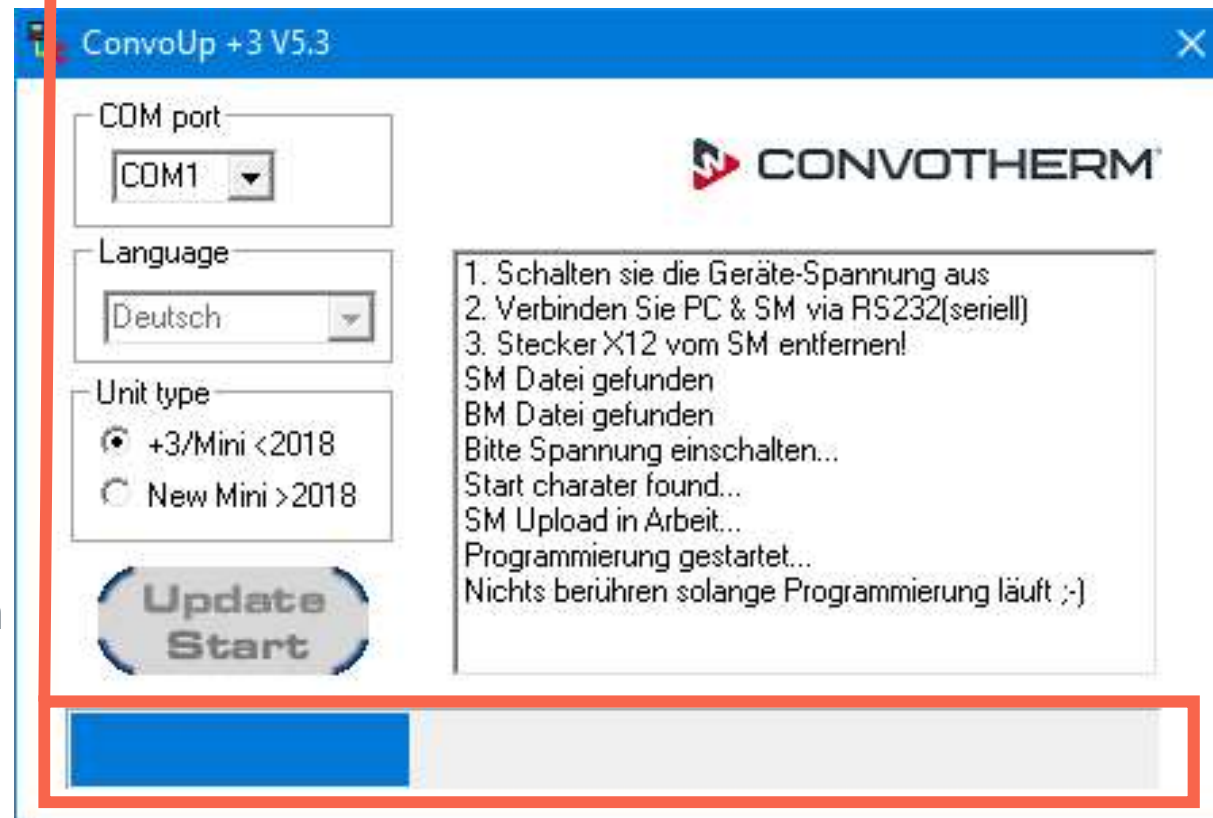 ConvoUp +3 V5.3
COM port
COM1
CONVOTHERM
Language
Deutsch
Unit type
+3/Mini <2018
New Mini >2018
Update
Start
1. Schalten sie die Geräte-Spannung aus
2. Verbinden Sie PC & SM via RS232(seriell)
3. Stecker X12 vom SM entfernen!
SM Datei gefunden
BM Datei gefunden
Bitte Spannung einschalten...
Start charater found...
SM Upload in Arbeit...
Programmierung gestartet...
Nichts berühren solange Programmierung läuft ;-)